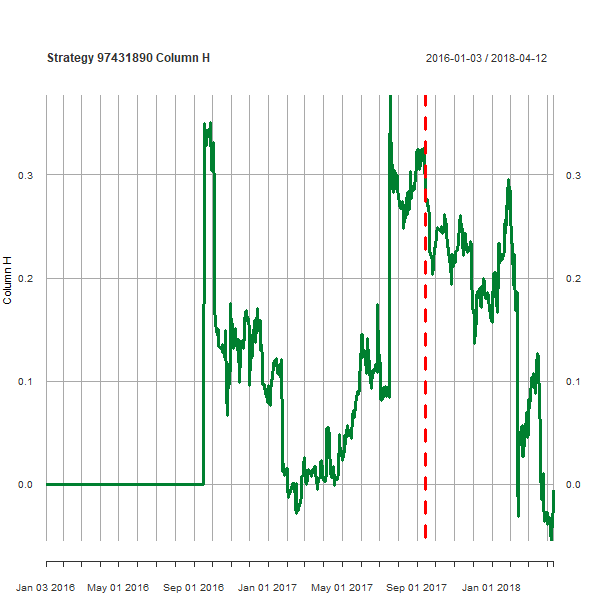 Strategy 97431890 Column H
2016-01-03 / 2018-04-12
Column H
0.3
0.2
0.1
0.0
0.3
0.2
0.1
0.0
Jan 03 2016
May 01 2016
Sep 01 2016
Jan 01 2017
May 01 2017
Sep 01 2017
Jan 01 2018